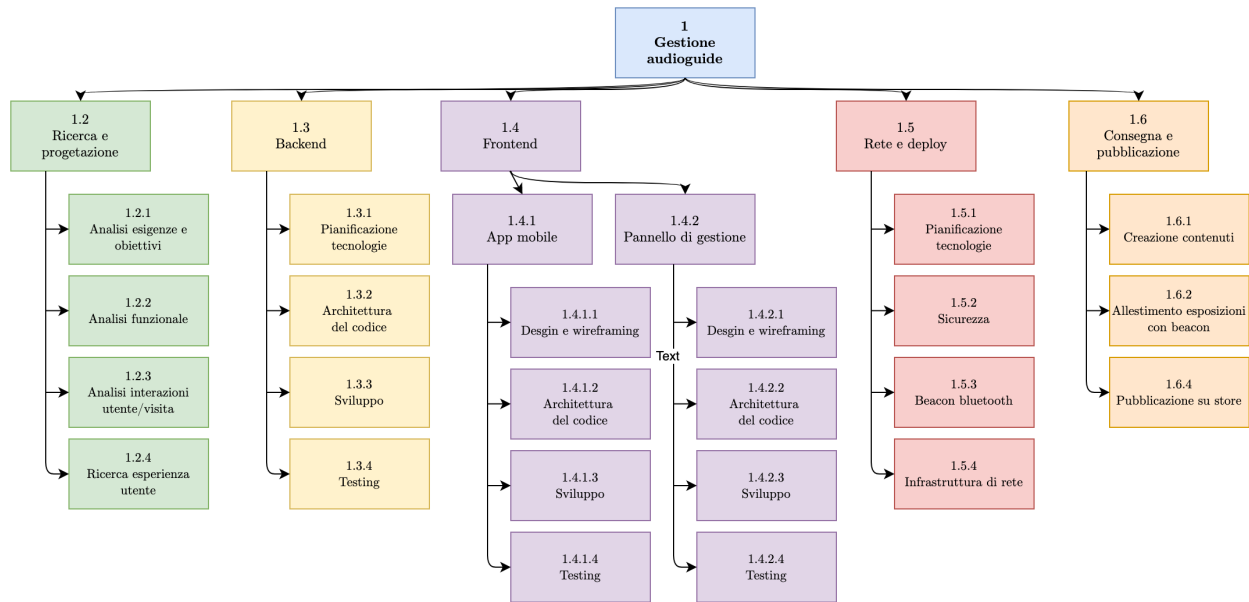 1
Gestione
audioguide
1.2
Ricerca e
progetazione
1.3
Backend
1.4
Frontend
1.5
Rete e deploy
1.6
Consegna e
pubblicazione
1.2.1
Analisi esigenze e
obiettivi
1.2.2
Analisi funzionale
1.2.3
Analisi interazioni
utente/visita
1.2.4
Ricerca esperienza
utente
1.3.1
Pianificazione
tecnologie
1.3.2
Architettura
del codice
1.3.3
Sviluppo
1.3.4
Testing
1.4.1
App mobile
1.4.1.1
Desgin e wireframing
1.4.1.2
Architettura
del codice
1.4.1.3
Sviluppo
1.4.1.4
Testing
Text
1.4.2
Pannello di gestione
1.4.2.1
Desgin e wireframing
1.4.2.2
Architettura
del codice
1.4.2.3
Sviluppo
1.4.2.4
Testing
1.5.1
Pianificazione
tecnologie
1.5.2
Sicurezza
1.5.3
Beacon bluetooth
1.5.4
Infrastruttura di rete
1.6.1
Creazione contenuti
1.6.2
Allestimento esposizioni
con beacon
1.6.4
Pubblicazione su store